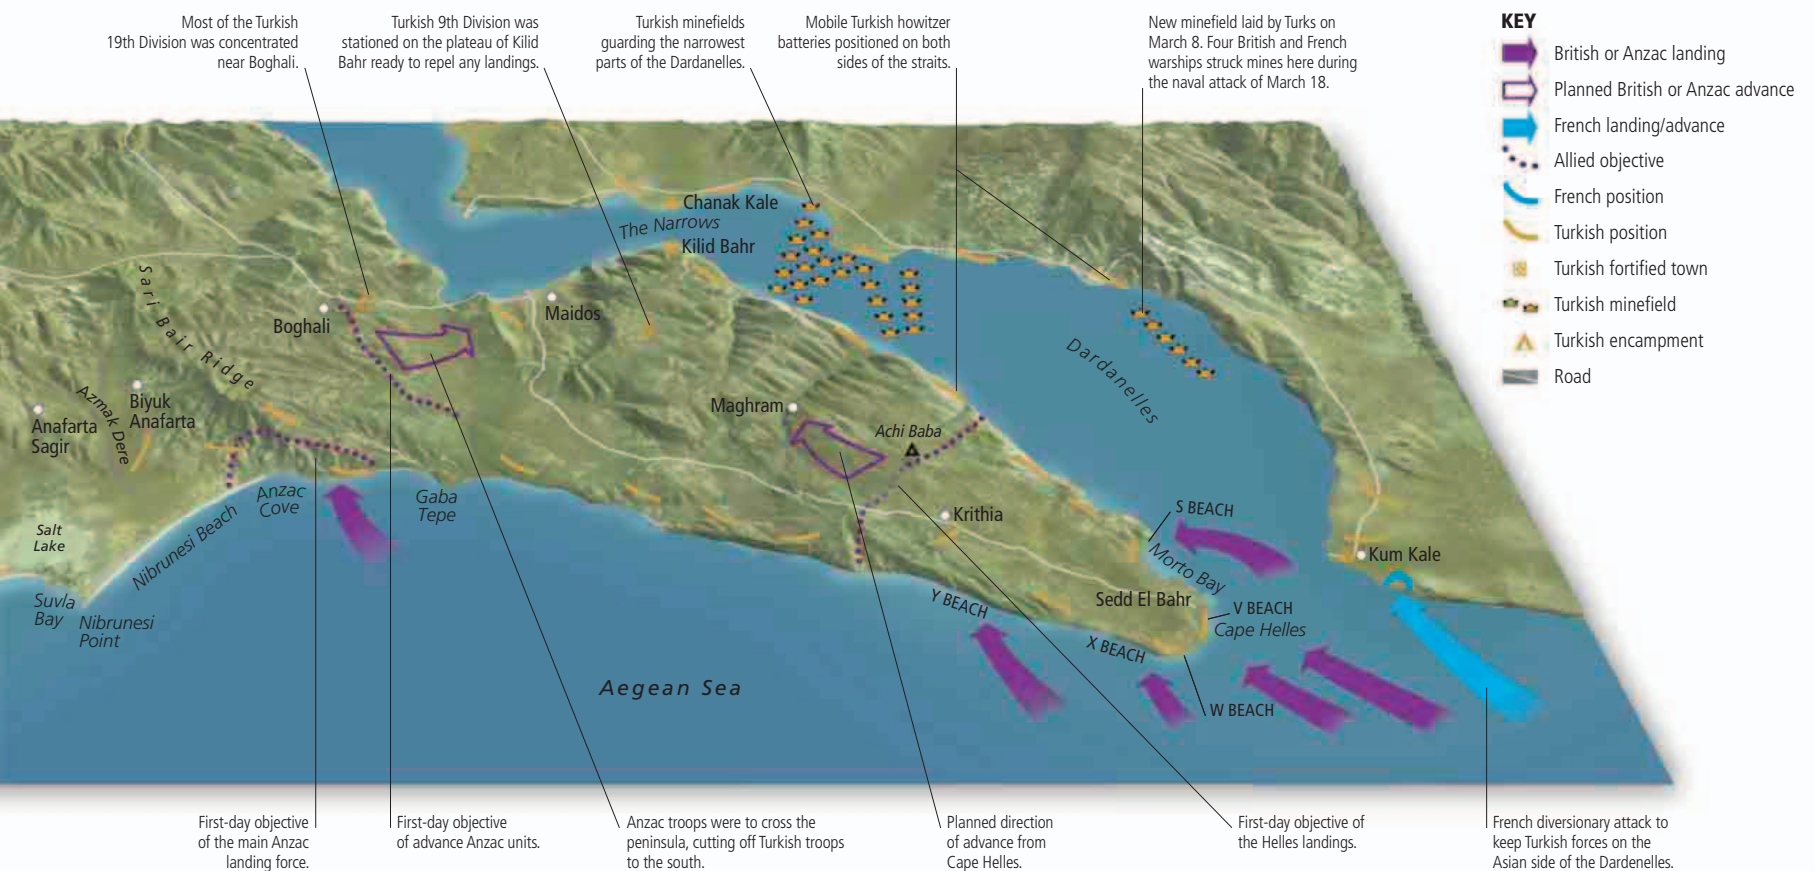 Most of the Turkish
19th Division was concentrated
near Boghali.
Turkish 9th Division was
stationed on the plateau of Kilid
Bahr ready to repel any landings.
Turkish minefields
guarding the narrowest
parts of the Dardanelles.
Mobile Turkish howitzer
batteries positioned on both
sides of the straits.
New minefield laid by Turks on
March 8. Four British and French
warships struck mines here during
the naval attack of March 18.
KEY
British or Anzac landing
Planned British or Anzac advance
French landing/advance
Allied objective
French position
Turkish position
Turkish fortified town
Turkish minefield
Turkish encampment
Road
Chanak Kale
The Narrows
Kilid Bahr
Sari Bair Ridge
Boghali
Maidos
Dardanelles
Azmak Dere
Biyuk
Anafarta
Anafarta
Sagir
Maghram
Achi Baba
Anzac
Cove
Gaba
Tepe
Nibrunesi Beach
Salt
Lake
Krithia
S BEACH
Morto Bay
Kum Kale
Suvla
Bay
Nibrunesi
Point
Y BEACH
Sedd El Bahr
V BEACH
Cape Helles
X BEACH
W BEACH
Aegean Sea
First-day objective
of the main Anzac
landing force.
First-day objective
of advance Anzac units.
Anzac troops were to cross the
peninsula, cutting off Turkish troops
to the south.
Planned direction
of advance from
Cape Helles.
First-day objective of
the Helles landings.
French diversionary attack to
keep Turkish forces on the
Asian side of the Dardenelles.